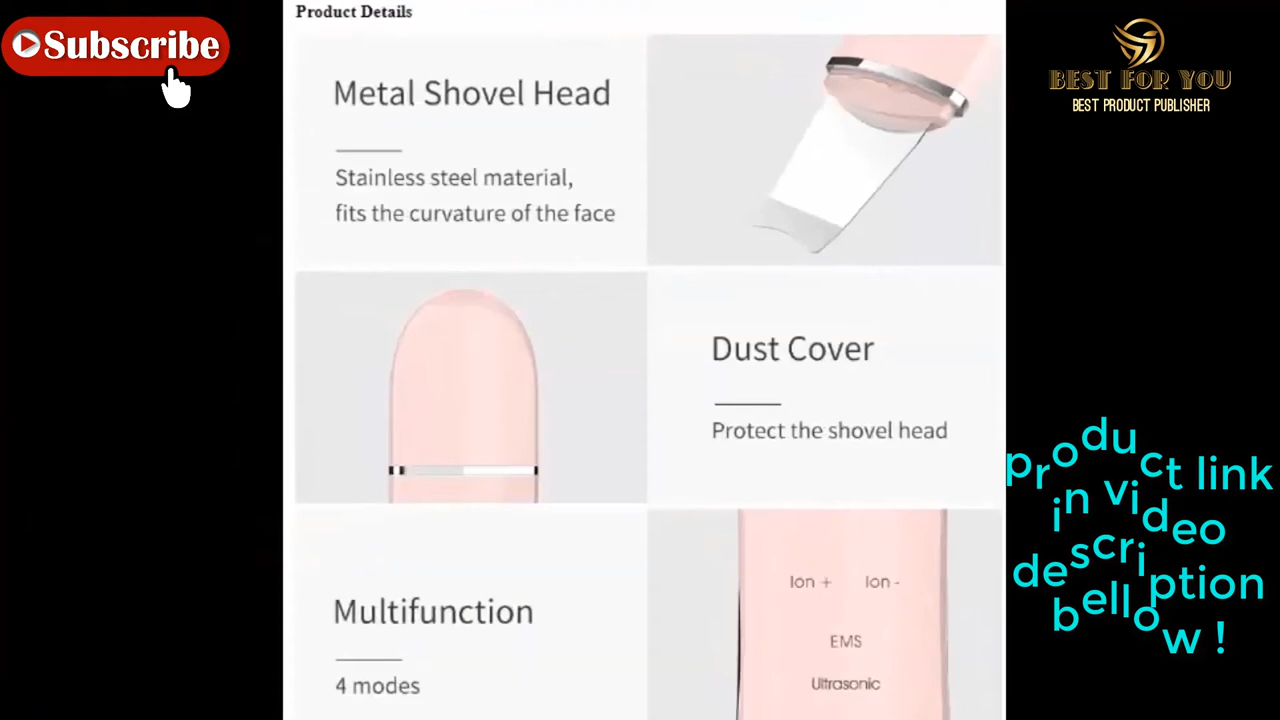 Product Details
Subscribe
BEST FOR YOU
BEST PRODUCT PUBLISHER
Metal Shovel Head
Stainless steel material,
fits the curvature of the face
Dust Cover
Protect the shovel head
product link
in video
description
bellow !
Multifunction
4 modes
Ion + Ion -
EMS
Ultrasonic